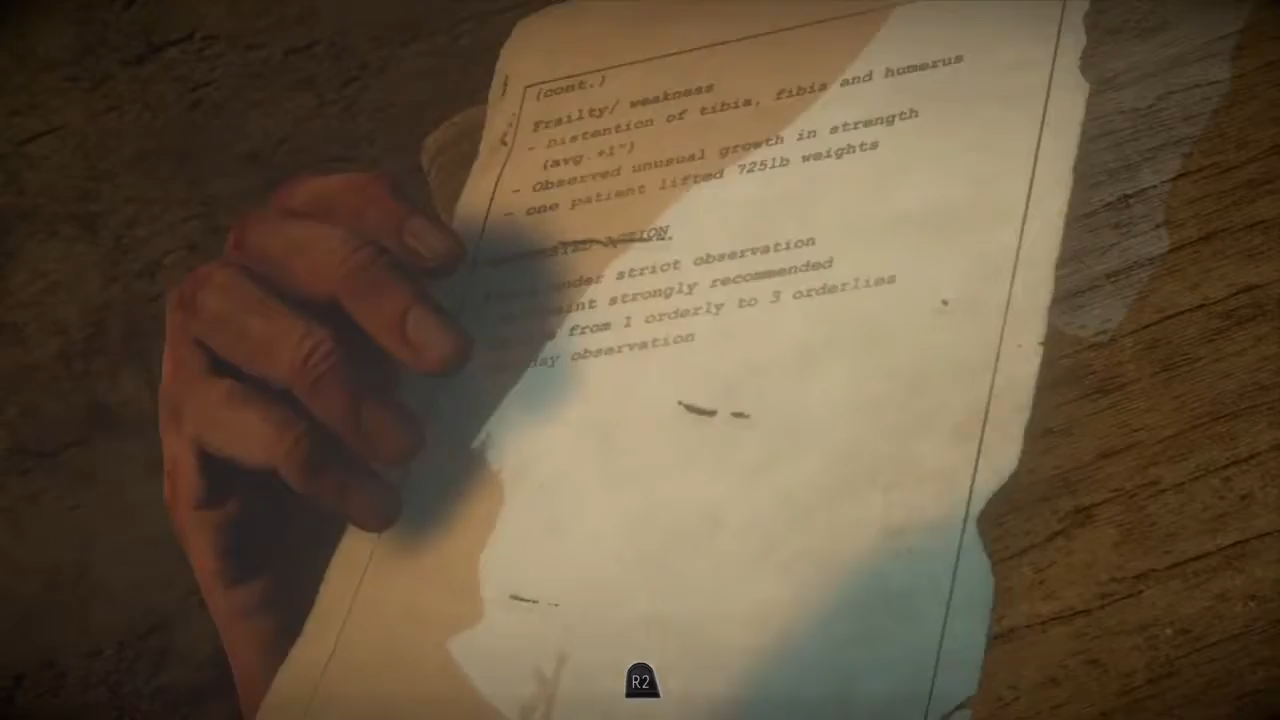 (cont.)
Frailty/ weakness
- Distention of tibia, fibia and homerus
(avg.+1")
- Observed unusual growth in strength
- one patient lifted 725lb weights
strict observation
strongly recommended
from 1 orderly to 3 orderlies
observation
R2